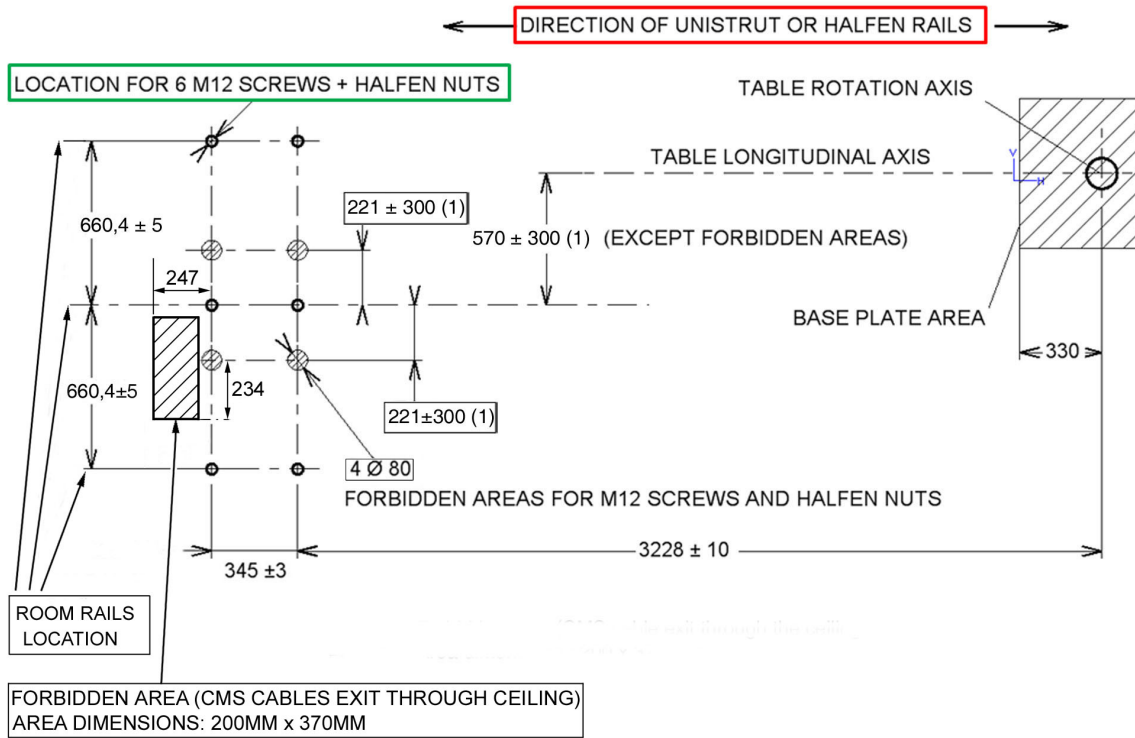 DIRECTION OF UNISTRUT OR HALFEN RAILS
LOCATION FOR 6 M12 SCREWS + HALFEN NUTS
TABLE ROTATION AXIS
TABLE LONGITUDINAL AXIS
V
H
221 ± 300 (1)
660,4 ± 5
570 ± 300 (1) (EXCEPT FORBIDDEN AREAS)
247
BASE PLATE AREA
330
660,4±5
234
221±300 (1)
4 Ø 80
FORBIDDEN AREAS FOR M12 SCREWS AND HALFEN NUTS
3228 ± 10
345 ±3
ROOM RAILS
LOCATION
FORBIDDEN AREA (CMS CABLES EXIT THROUGH CEILING)
AREA DIMENSIONS: 200MM x 370MM